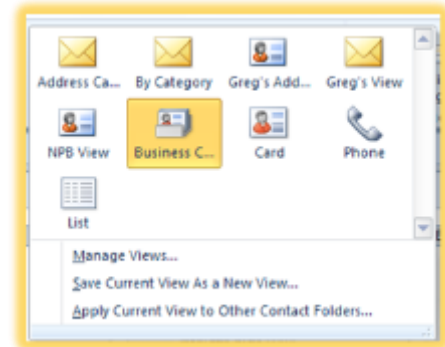 Address Ca... By Category Greg's Add... Greg's View
NPB View Business C... Card Phone
List
Manage Views...
Save Current View As a New View...
Apply Current View to Other Contact Folders...